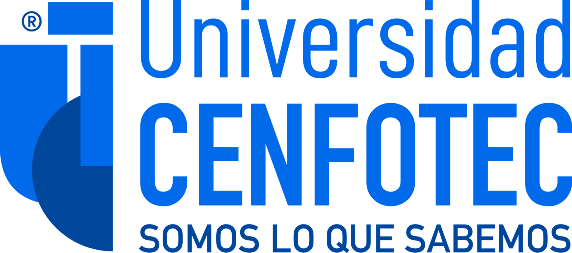 ®
Universidad
CENFOTEC
SOMOS LO QUE SABEMOS